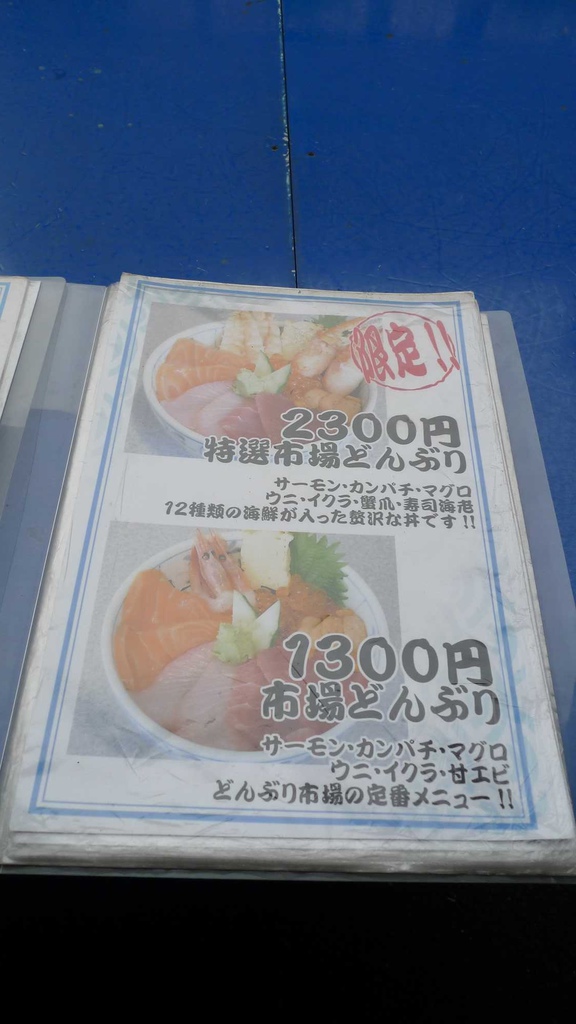 限定!!
2300円
特選市場どんぶり
サーモン・カンパチ・マグロ
ウニ・イクラ・蟹爪・寿司海老
12種類の海鮮が入った贅沢な丼です!!
1300円
市場どんぶり
サーモン・カンパチ・マグロ
ウニ・イクラ・甘エビ
どんぶり市場の定番メニュー!!